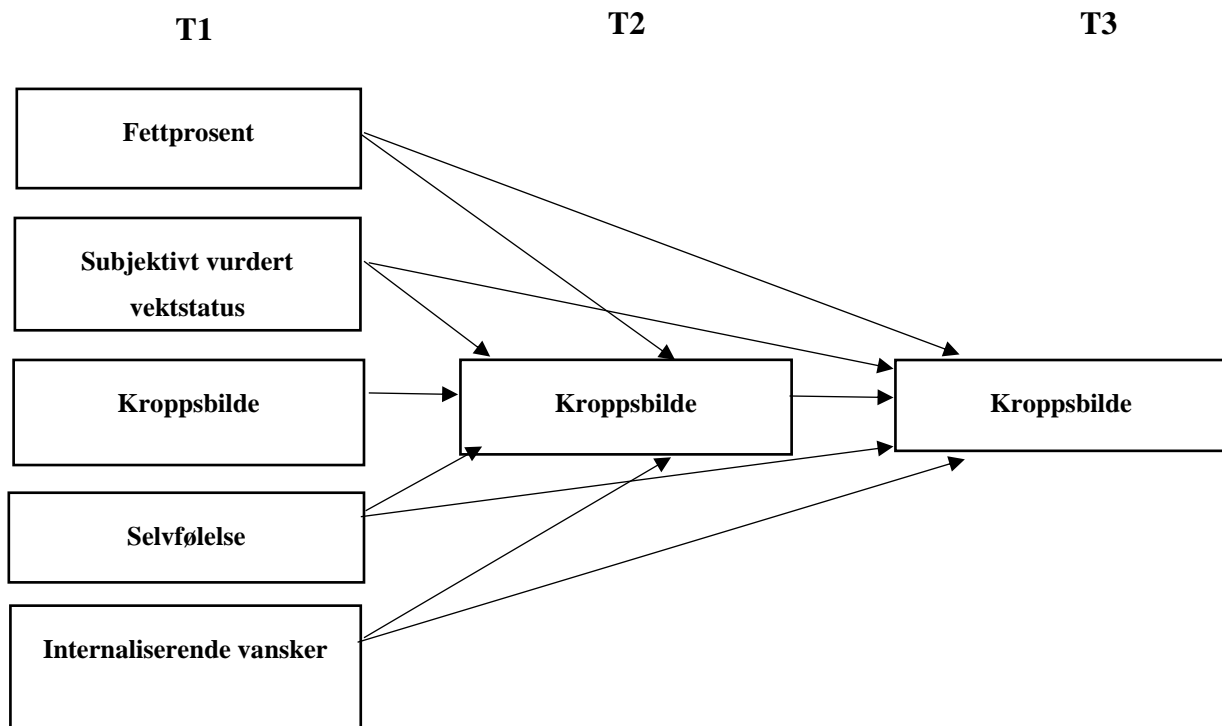 T1
T2
T3
Fettprosent
Subjektivt vurdert
vektstatus
Kroppsbilde
Kroppsbilde
Kroppsbilde
Selvfølelse
Internaliserende vansker